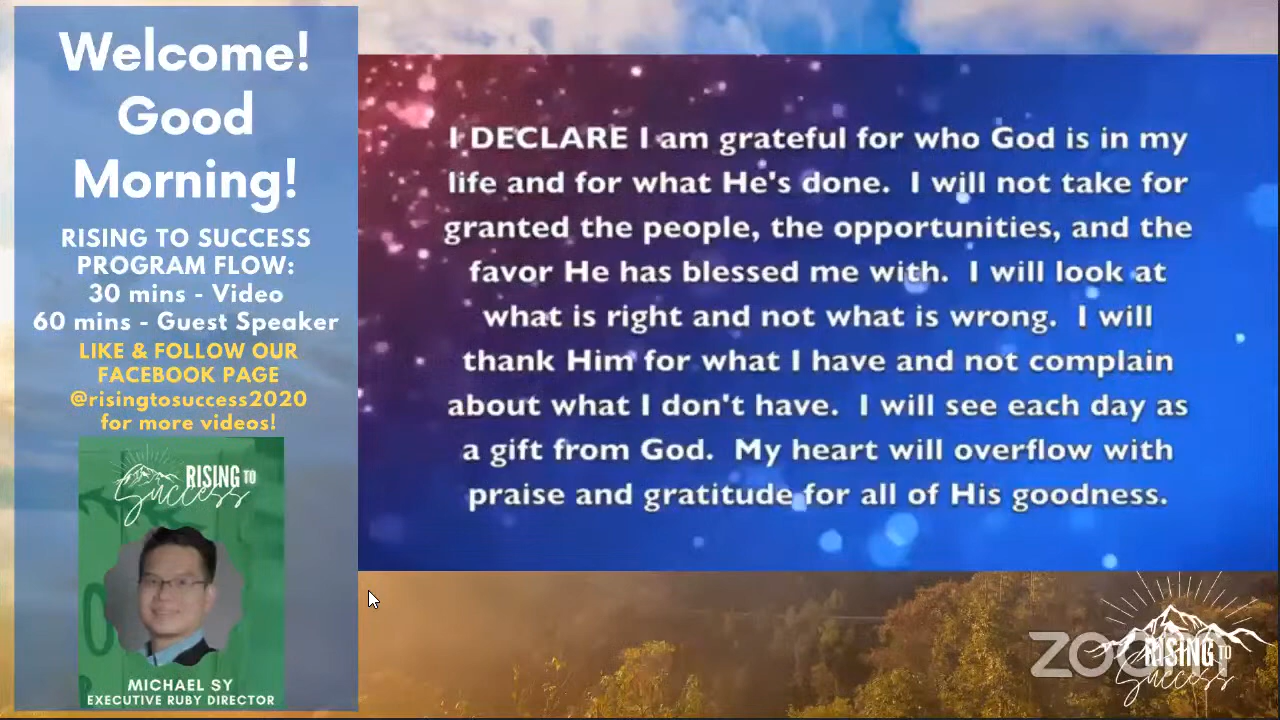 Welcome!
Good
Morning!
RISING TO SUCCESS
PROGRAM FLOW:
30 mins - Video
60 mins - Guest Speaker
LIKE & FOLLOW OUR
FACEBOOK PAGE
@risingtosuccess2020
for more videos!
RISING TO
Success
MICHAEL SY
EXECUTIVE RUBY DIRECTOR
I DECLARE I am grateful for who God is in my
life and for what He's done. I will not take for
granted the people, the opportunities, and the
favor He has blessed me with. I will look at
what is right and not what is wrong. I will
thank Him for what I have and not complain
about what I don't have. I will see each day as
a gift from God. My heart will overflow with
praise and gratitude for all of His goodness.
zoom
RISING TO
Success